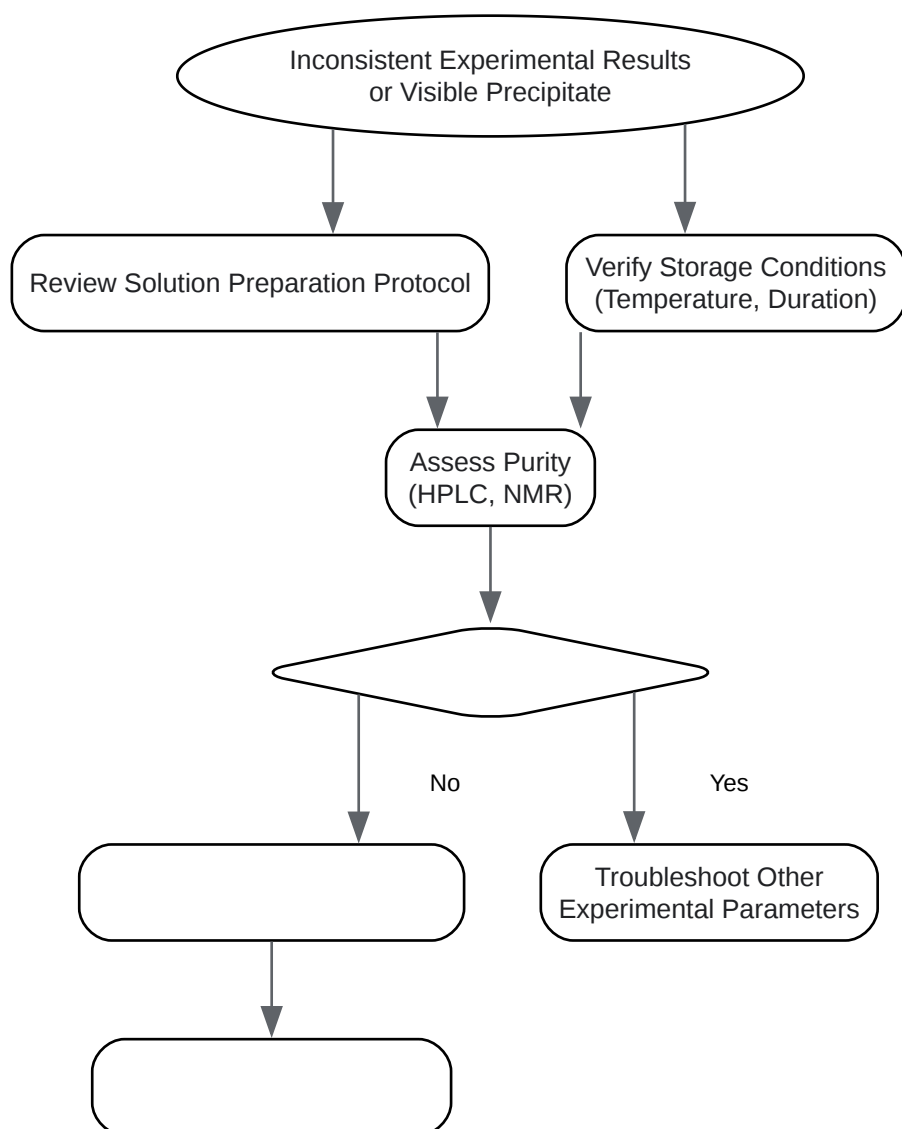 Inconsistent Experimental Results
or Visible Precipitate
Review Solution Preparation Protocol
Verify Storage Conditions
(Temperature, Duration)
Assess Purity
(HPLC, NMR)
No
Yes
Troubleshoot Other
Experimental Parameters